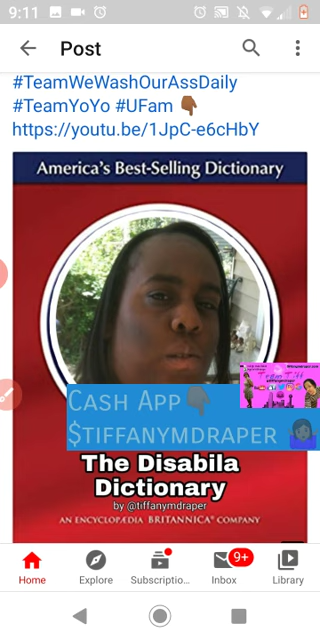 9:11
Post
#TeamWeWashOurAssDaily
#TeamYoYo #UFam 👇🏾
https://youtu.be/1JpC-e6cHbY
America's Best-Selling Dictionary
CASH APP👇🏾
$TIFFANYMDRAPER 🤷🏾‍♀️
The Disabila
Dictionary
by @tiffanymdraper
AN ENCYCLOPÆDIA BRITANNICA® COMPANY
9+
Home
Explore
Subscriptio...
Inbox
Library